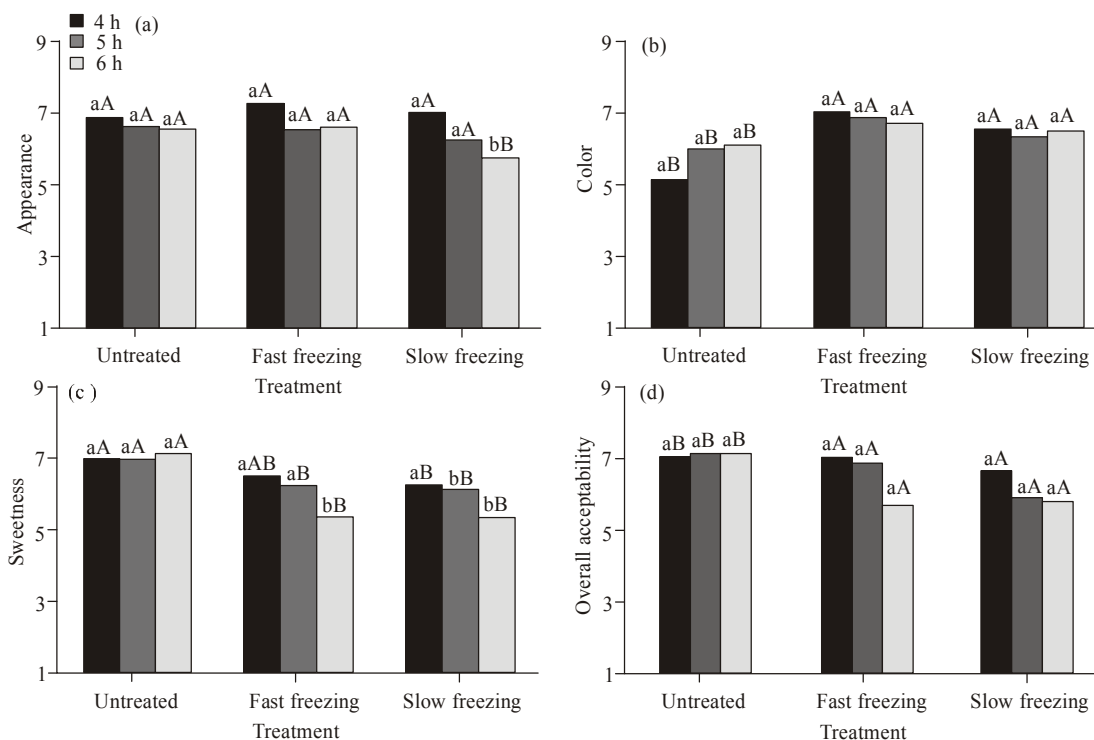 4 h
5 h
6 h
(a)
9
7
5
3
1
Appearance
aA
aA
aA
aA
aA
aA
aA
aA
bB
Untreated
Fast freezing
Slow freezing
Treatment
(b)
9
7
5
3
1
Color
aB
aB
aB
aA
aA
aA
aA
aA
aA
Untreated
Fast freezing
Slow freezing
Treatment
(c )
9
7
5
3
1
Sweetness
aA
aA
aA
aAB
aB
bB
aB
bB
bB
Untreated
Fast freezing
Slow freezing
Treatment
(d)
9
7
5
3
1
Overall acceptability
aB
aB
aB
aA
aA
aA
aA
aA
aA
Untreated
Fast freezing
Slow freezing
Treatment